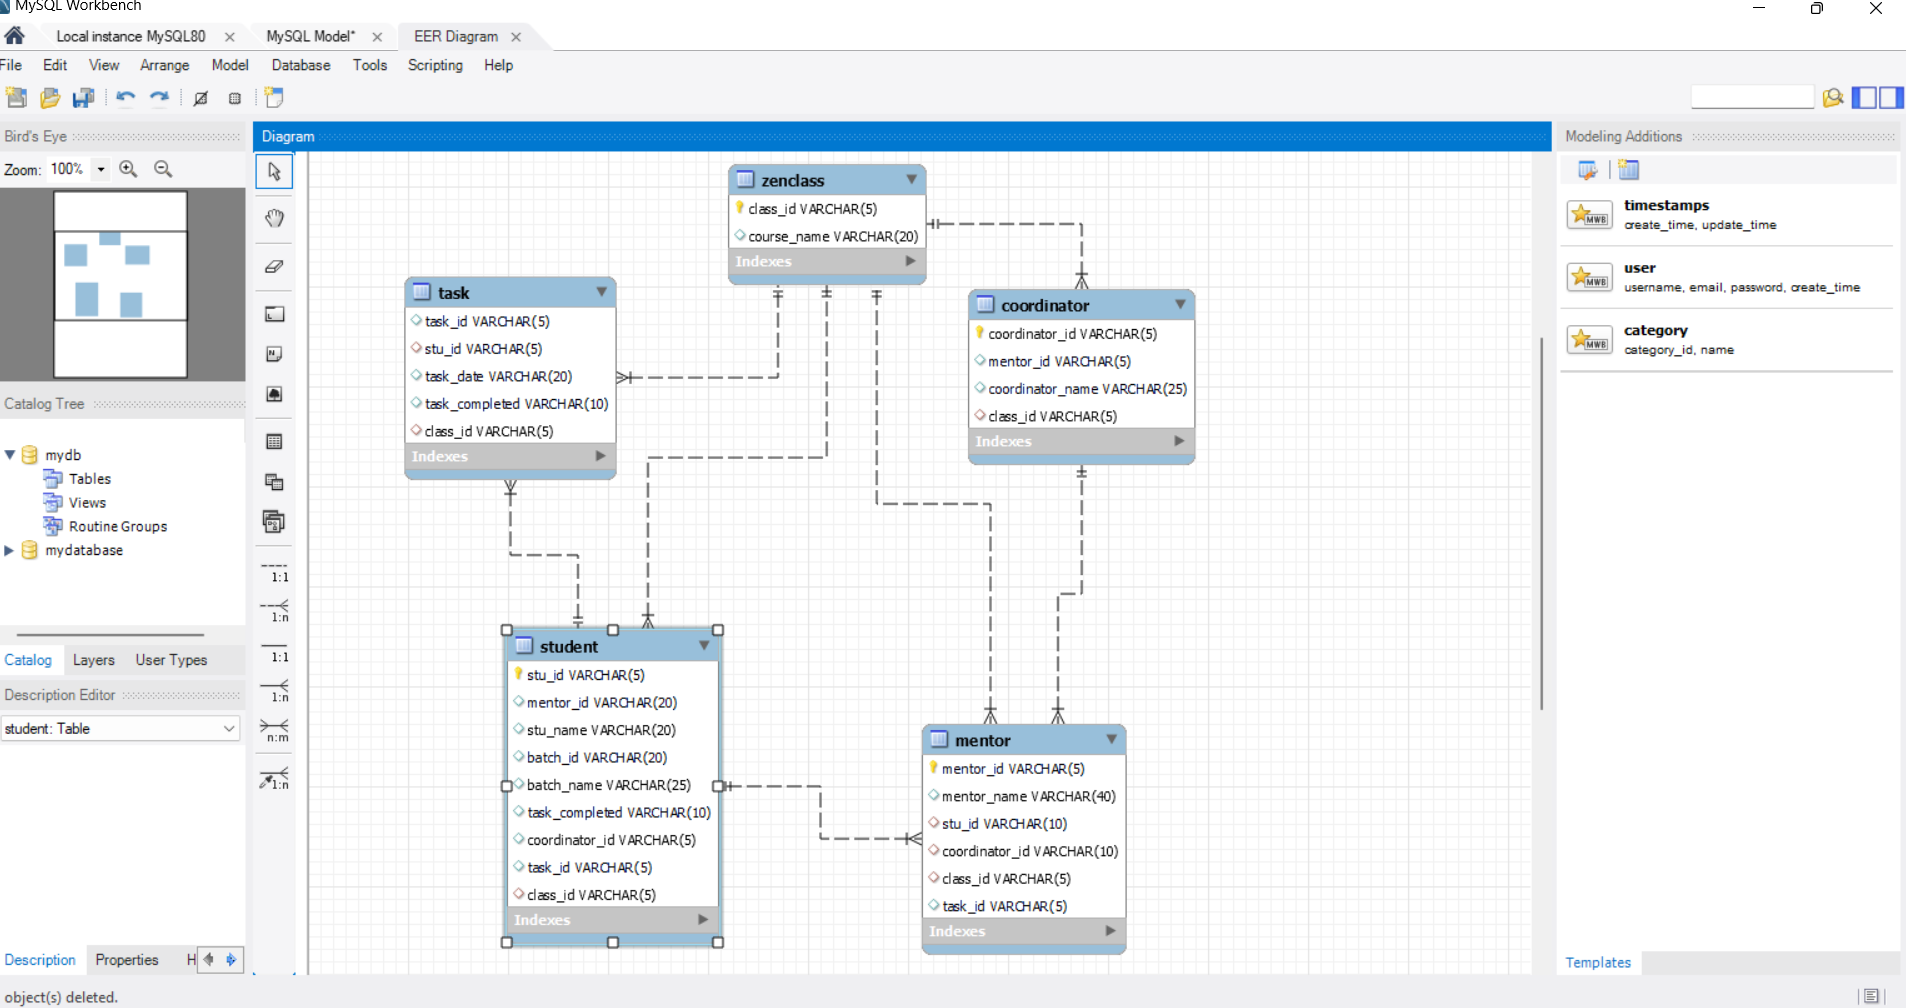 MySQL Workbench
Local instance MySQL80
MySQL Model*
EER Diagram
File Edit View Arrange Model Database Tools Scripting Help
Bird's Eye
Zoom: 100%
Catalog Tree
mydb
Tables
Views
Routine Groups
mydatabase
Catalog Layers User Types
Description Editor
student: Table
Description Properties H
object(s) deleted.
Diagram
1:1
1:n
1:1
1:n
n:m
1:n
zenclass
class_id VARCHAR(5)
course_name VARCHAR(20)
Indexes
task
task_id VARCHAR(5)
stu_id VARCHAR(5)
task_date VARCHAR(20)
task_completed VARCHAR(10)
class_id VARCHAR(5)
Indexes
coordinator
coordinator_id VARCHAR(5)
mentor_id VARCHAR(5)
coordinator_name VARCHAR(25)
class_id VARCHAR(5)
Indexes
student
stu_id VARCHAR(5)
mentor_id VARCHAR(20)
stu_name VARCHAR(20)
batch_id VARCHAR(20)
batch_name VARCHAR(25)
task_completed VARCHAR(10)
coordinator_id VARCHAR(5)
task_id VARCHAR(5)
class_id VARCHAR(5)
Indexes
mentor
mentor_id VARCHAR(5)
mentor_name VARCHAR(40)
stu_id VARCHAR(10)
coordinator_id VARCHAR(10)
class_id VARCHAR(5)
task_id VARCHAR(5)
Indexes
Modeling Additions
MWB
timestamps
create_time, update_time
MWB
user
username, email, password, create_time
MWB
category
category_id, name
Templates